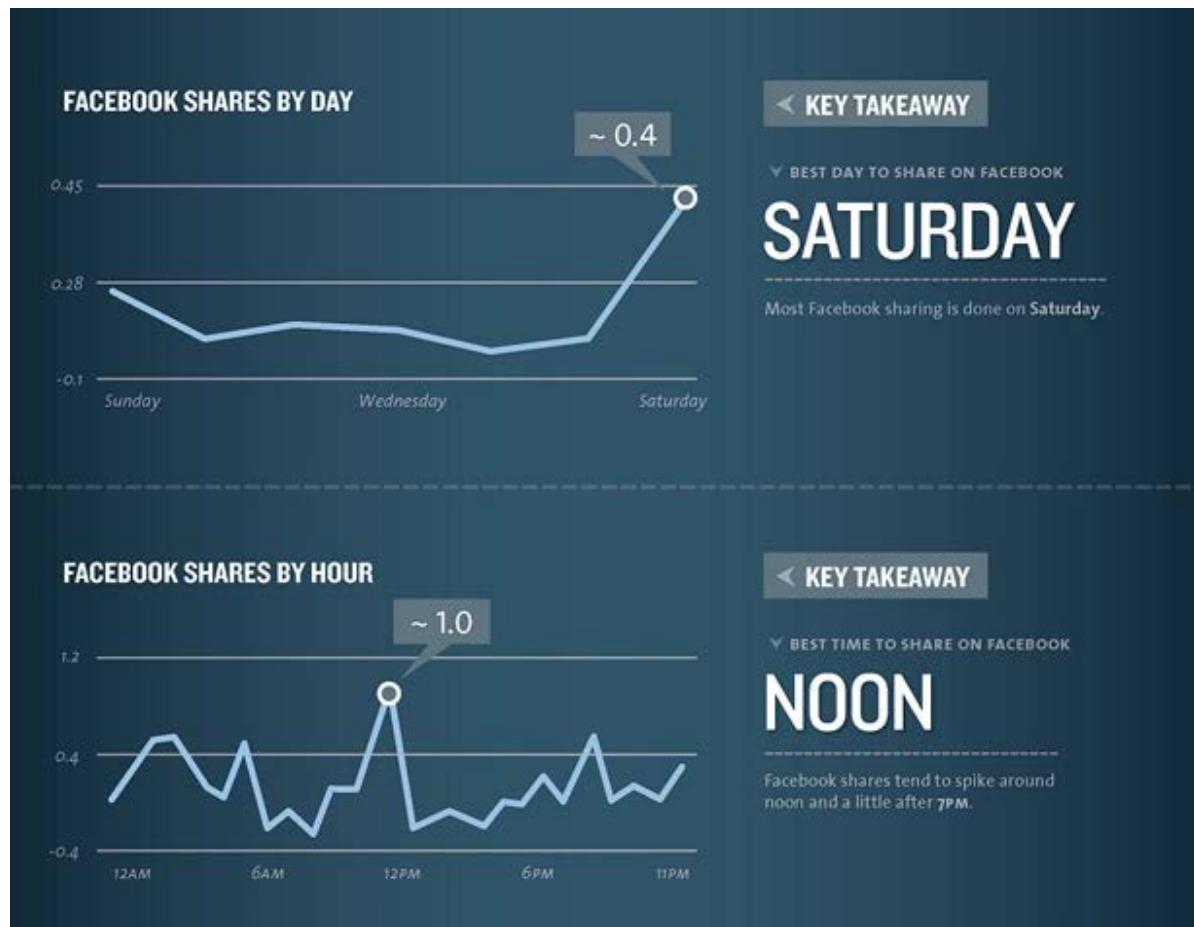 FACEBOOK SHARES BY DAY
~ 0.4
0.45
0.28
-0.1
Sunday Wednesday Saturday
KEY TAKEAWAY
BEST DAY TO SHARE ON FACEBOOK
SATURDAY
Most Facebook sharing is done on Saturday.
FACEBOOK SHARES BY HOUR
~ 1.0
1.2
0.4
-0.4
12AM 6AM 12PM 6PM 11PM
KEY TAKEAWAY
BEST TIME TO SHARE ON FACEBOOK
NOON
Facebook shares tend to spike around
noon and a little after 7PM.